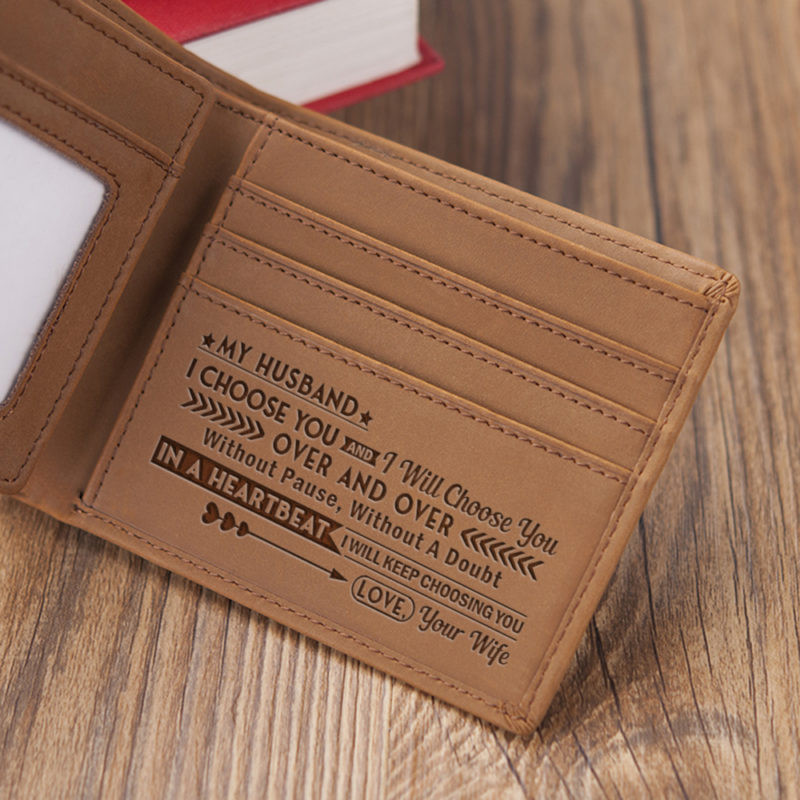 MY HUSBAND
I CHOOSE YOU AND I Will Choose You
OVER AND OVER
Without Pause, Without A Doubt
IN A HEARTBEAT I WILL KEEP CHOOSING YOU
LOVE, Your Wife